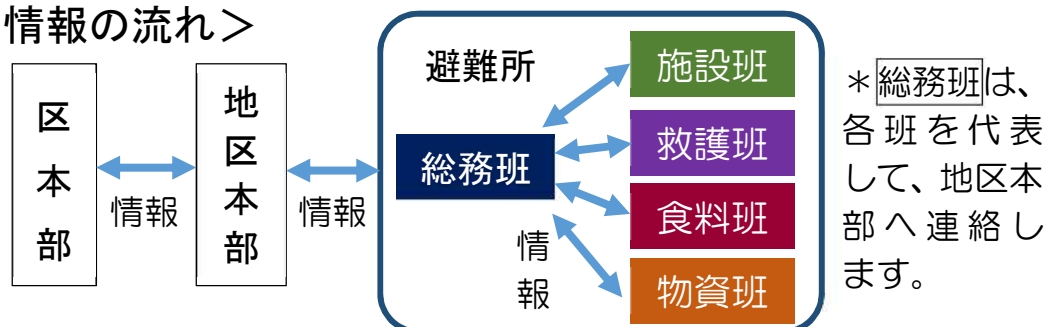 情報の流れ＞
区本部
情報
地区本部
情報
避難所
総務班
情報
施設班
救護班
食料班
物資班
＊総務班は、
各班を代表
して、地区本
部へ連絡し
ます。